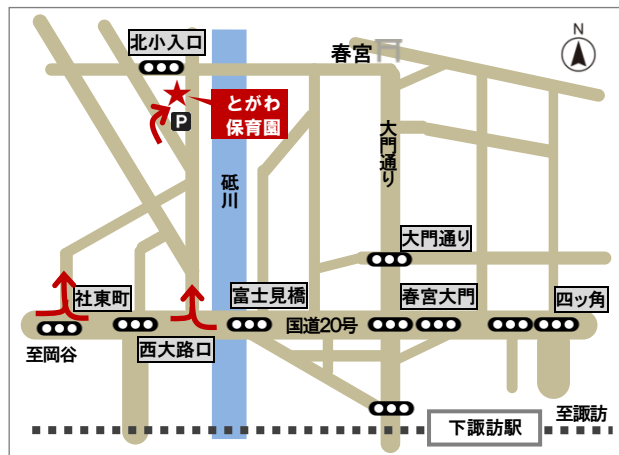 北小入口
春宮
N
とがわ
保育園
P
大門通り
砥川
大門通り
社東町
富士見橋
春宮大門
四ッ角
国道20号
至岡谷
西大路口
至諏訪
下諏訪駅